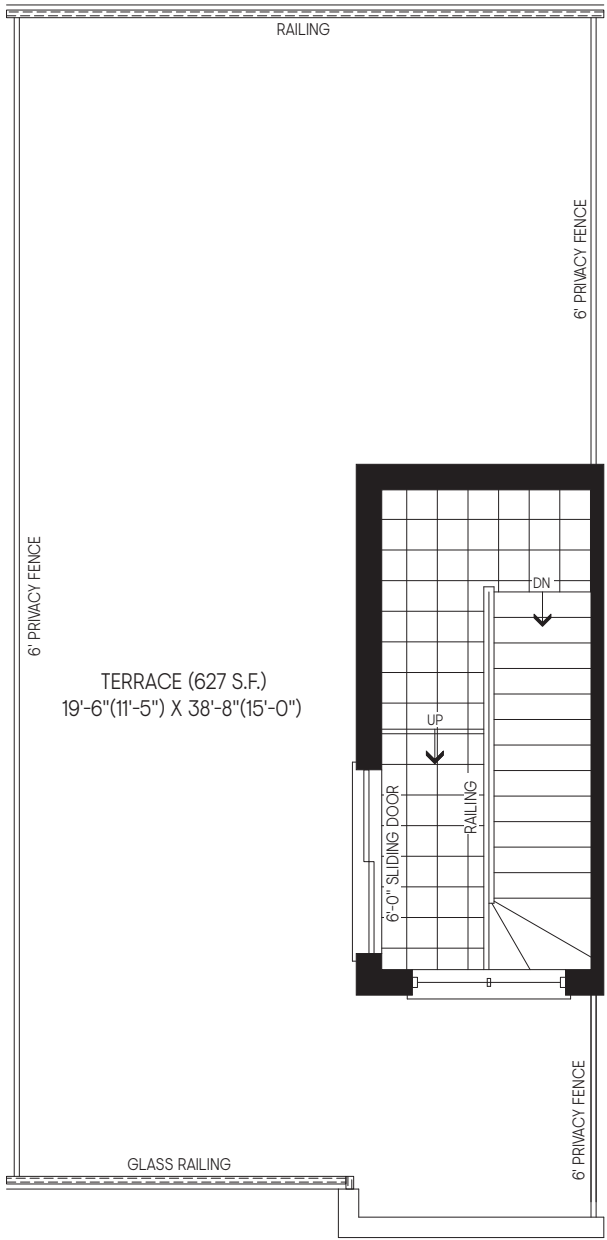 RAILING
6' PRIVACY FENCE
6' PRIVACY FENCE
DN
TERRACE (627 S.F.)
19'-6"(11'-5") X 38'-8"(15'-0")
UP
RAILING
6'-0" SLIDING DOOR
6' PRIVACY FENCE
GLASS RAILING